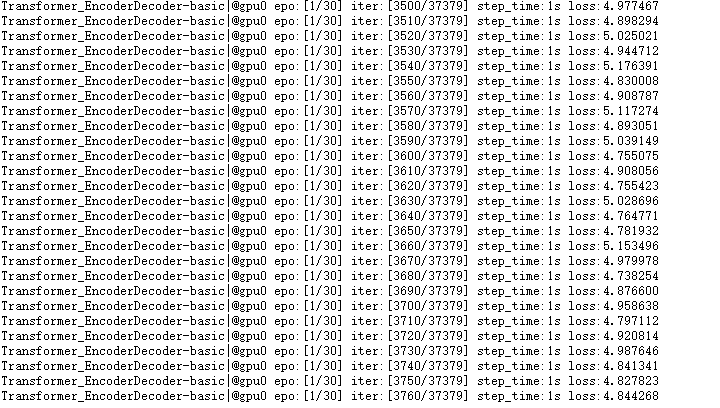 Transformer_EncoderDecoder-basic|@gpu0 epo:[1/30] iter:[3500/37379] step_time:1s loss:4.977467
Transformer_EncoderDecoder-basic|@gpu0 epo:[1/30] iter:[3510/37379] step_time:1s loss:4.898294
Transformer_EncoderDecoder-basic|@gpu0 epo:[1/30] iter:[3520/37379] step_time:1s loss:5.025021
Transformer_EncoderDecoder-basic|@gpu0 epo:[1/30] iter:[3530/37379] step_time:1s loss:4.944712
Transformer_EncoderDecoder-basic|@gpu0 epo:[1/30] iter:[3540/37379] step_time:1s loss:5.176391
Transformer_EncoderDecoder-basic|@gpu0 epo:[1/30] iter:[3550/37379] step_time:1s loss:4.830008
Transformer_EncoderDecoder-basic|@gpu0 epo:[1/30] iter:[3560/37379] step_time:1s loss:4.908787
Transformer_EncoderDecoder-basic|@gpu0 epo:[1/30] iter:[3570/37379] step_time:1s loss:5.117274
Transformer_EncoderDecoder-basic|@gpu0 epo:[1/30] iter:[3580/37379] step_time:1s loss:4.893051
Transformer_EncoderDecoder-basic|@gpu0 epo:[1/30] iter:[3590/37379] step_time:1s loss:5.039149
Transformer_EncoderDecoder-basic|@gpu0 epo:[1/30] iter:[3600/37379] step_time:1s loss:4.755075
Transformer_EncoderDecoder-basic|@gpu0 epo:[1/30] iter:[3610/37379] step_time:1s loss:4.908056
Transformer_EncoderDecoder-basic|@gpu0 epo:[1/30] iter:[3620/37379] step_time:1s loss:4.755423
Transformer_EncoderDecoder-basic|@gpu0 epo:[1/30] iter:[3630/37379] step_time:1s loss:5.028696
Transformer_EncoderDecoder-basic|@gpu0 epo:[1/30] iter:[3640/37379] step_time:1s loss:4.764771
Transformer_EncoderDecoder-basic|@gpu0 epo:[1/30] iter:[3650/37379] step_time:1s loss:4.781932
Transformer_EncoderDecoder-basic|@gpu0 epo:[1/30] iter:[3660/37379] step_time:1s loss:5.153496
Transformer_EncoderDecoder-basic|@gpu0 epo:[1/30] iter:[3670/37379] step_time:1s loss:4.979978
Transformer_EncoderDecoder-basic|@gpu0 epo:[1/30] iter:[3680/37379] step_time:1s loss:4.738254
Transformer_EncoderDecoder-basic|@gpu0 epo:[1/30] iter:[3690/37379] step_time:1s loss:4.876600
Transformer_EncoderDecoder-basic|@gpu0 epo:[1/30] iter:[3700/37379] step_time:1s loss:4.958638
Transformer_EncoderDecoder-basic|@gpu0 epo:[1/30] iter:[3710/37379] step_time:1s loss:4.797112
Transformer_EncoderDecoder-basic|@gpu0 epo:[1/30] iter:[3720/37379] step_time:1s loss:4.920814
Transformer_EncoderDecoder-basic|@gpu0 epo:[1/30] iter:[3730/37379] step_time:1s loss:4.987646
Transformer_EncoderDecoder-basic|@gpu0 epo:[1/30] iter:[3740/37379] step_time:1s loss:4.841341
Transformer_EncoderDecoder-basic|@gpu0 epo:[1/30] iter:[3750/37379] step_time:1s loss:4.827823
Transformer_EncoderDecoder-basic|@gpu0 epo:[1/30] iter:[3760/37379] step_time:1s loss:4.844268